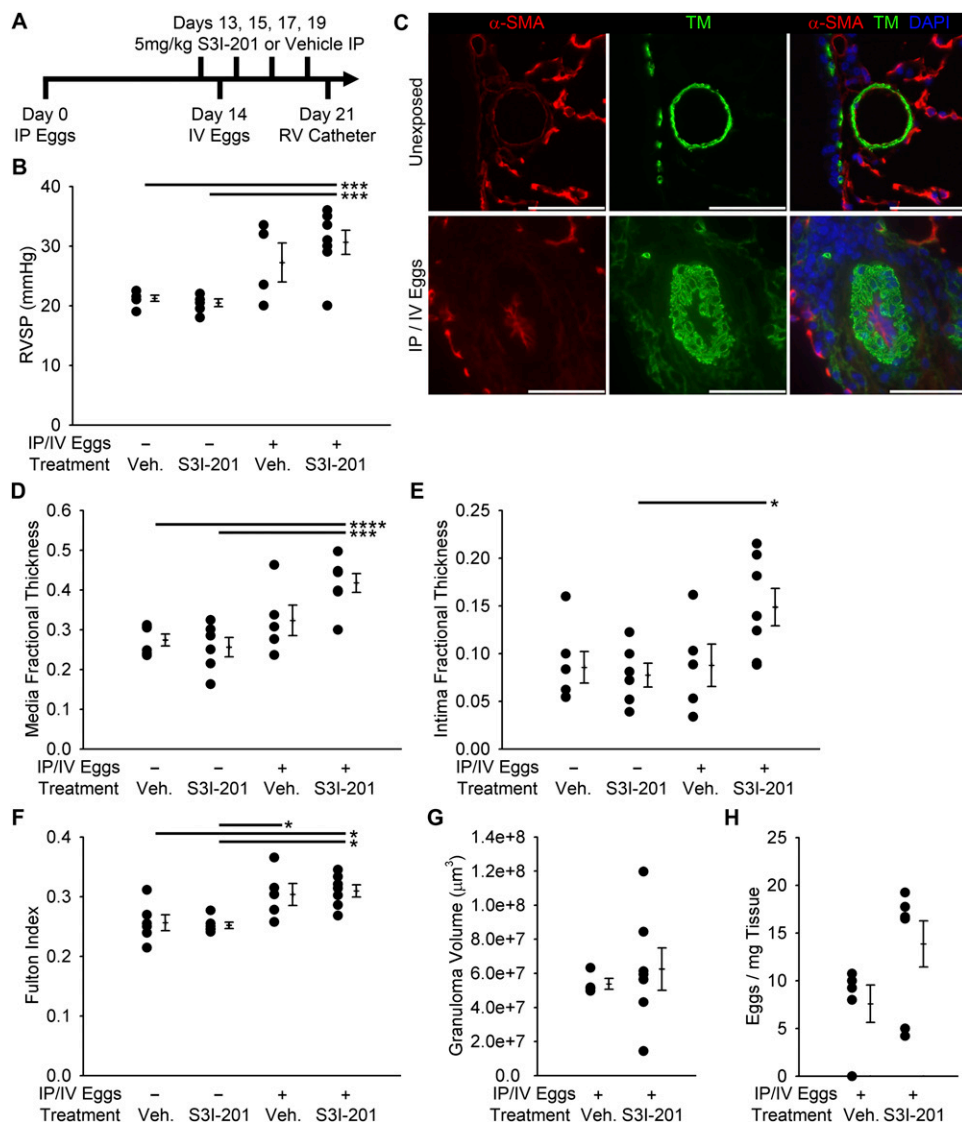 A
Days 13, 15, 17, 19
5mg/kg S3I-201 or Vehicle IP
Day 0
IP Eggs
Day 14
IV Eggs
Day 21
RV Catheter
B
RVSP (mmHg)
40
30
20
10
0
***
***
IP/IV Eggs – – + +
Treatment Veh. S3I-201 Veh. S3I-201
C
α-SMA TM α-SMA TM DAPI
Unexposed
IP / IV Eggs
D
Media Fractional Thickness
0.6
0.5
0.4
0.3
0.2
0.1
0.0
****
***
IP/IV Eggs – – + +
Treatment Veh. S3I-201 Veh. S3I-201
E
Intima Fractional Thickness
0.25
0.20
0.15
0.10
0.05
0.00
*
IP/IV Eggs – – + +
Treatment Veh. S3I-201 Veh. S3I-201
F
Fulton Index
0.4
0.3
0.2
0.1
0.0
*
*
*
IP/IV Eggs – – + +
Treatment Veh. S3I-201 Veh. S3I-201
G
Granuloma Volume (μm³)
1.4e+8
1.2e+8
1.0e+8
8.0e+7
6.0e+7
4.0e+7
2.0e+7
0
IP/IV Eggs + +
Treatment Veh. S3I-201
H
Eggs / mg Tissue
25
20
15
10
5
0
IP/IV Eggs + +
Treatment Veh. S3I-201